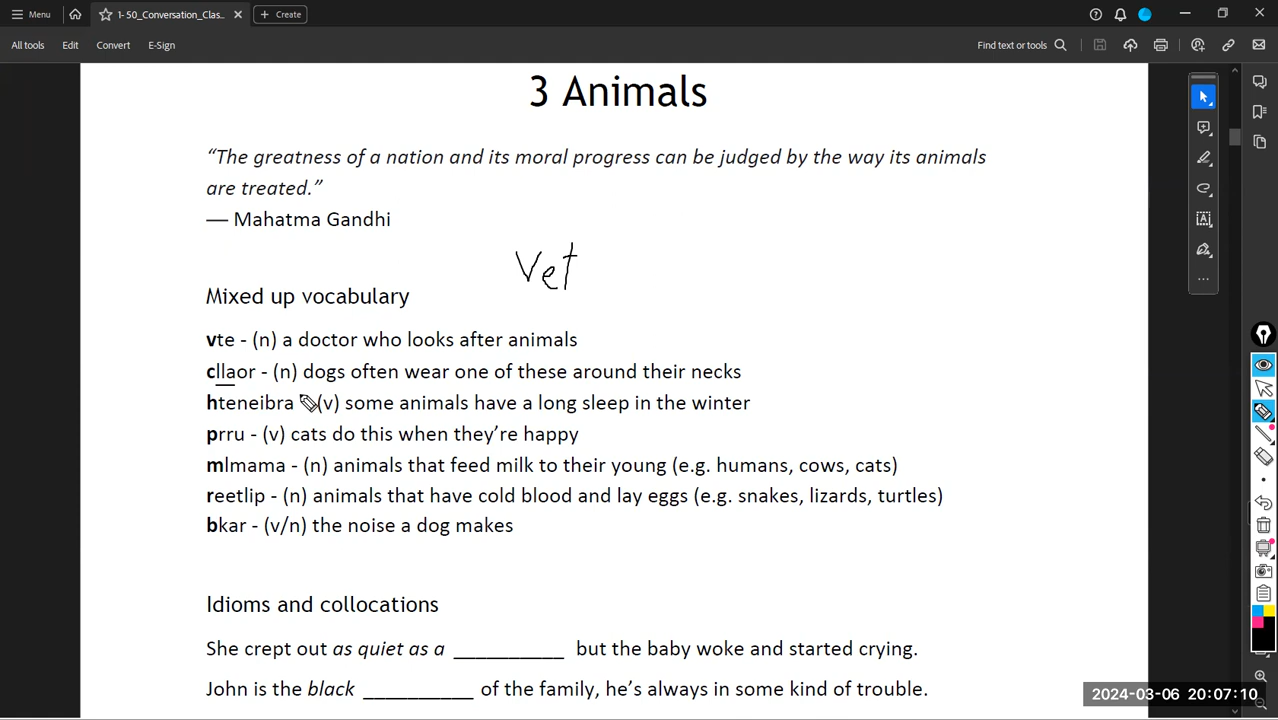 Menu
1- 50_Conversation_Clas...
Create
All tools
Edit
Convert
E-Sign
Find text or tools
3 Animals
“The greatness of a nation and its moral progress can be judged by the way its animals
are treated.”
— Mahatma Gandhi
Vet
Mixed up vocabulary
vte - (n) a doctor who looks after animals
cllaor - (n) dogs often wear one of these around their necks
hteneibra (v) some animals have a long sleep in the winter
prru - (v) cats do this when they’re happy
mlmama - (n) animals that feed milk to their young (e.g. humans, cows, cats)
reetlip - (n) animals that have cold blood and lay eggs (e.g. snakes, lizards, turtles)
bkar - (v/n) the noise a dog makes
Idioms and collocations
She crept out as quiet as a __________ but the baby woke and started crying.
John is the black __________ of the family, he’s always in some kind of trouble.
2024-03-06 20:07:10